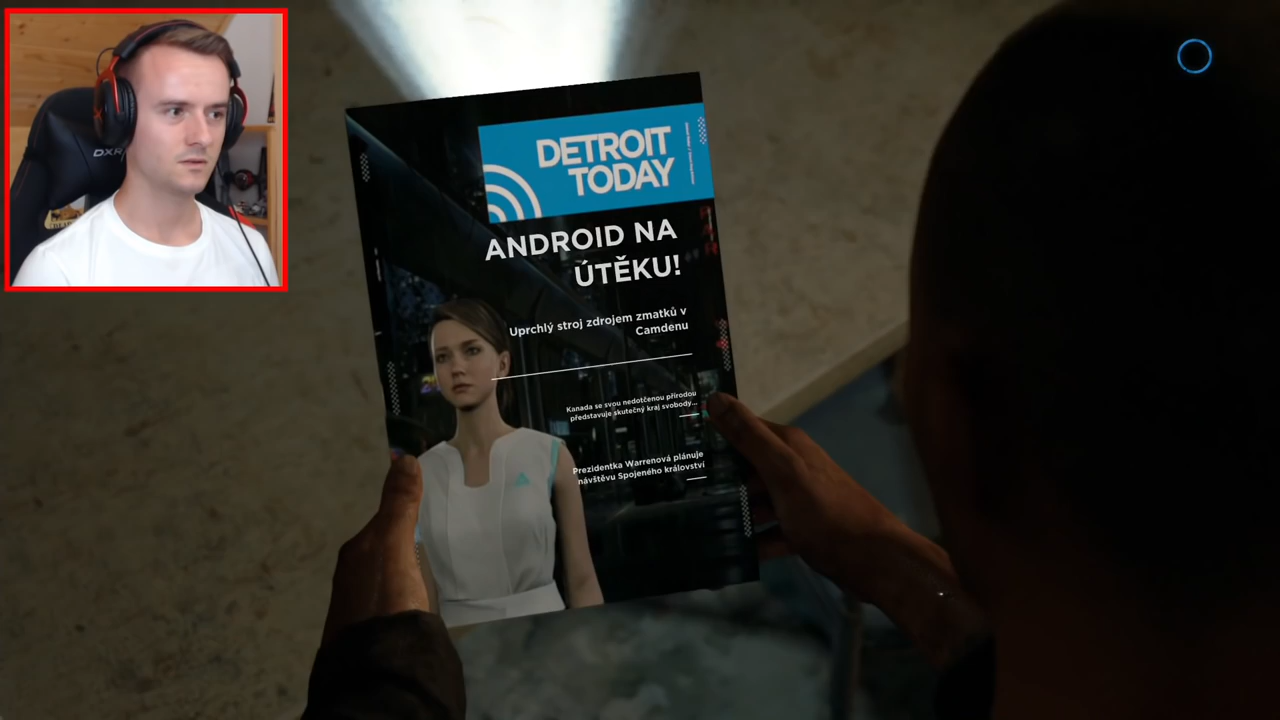 DXR
DETROIT
TODAY
ANDROID NA
ÚTĚKU!
Uprchlý stroj zdrojem zmatků v
Camdenu
Kanada se svou nedotčenou přírodou
představuje skutečný kraj svobody...
Prezidentka Warrenová plánuje
návštěvu Spojeného království